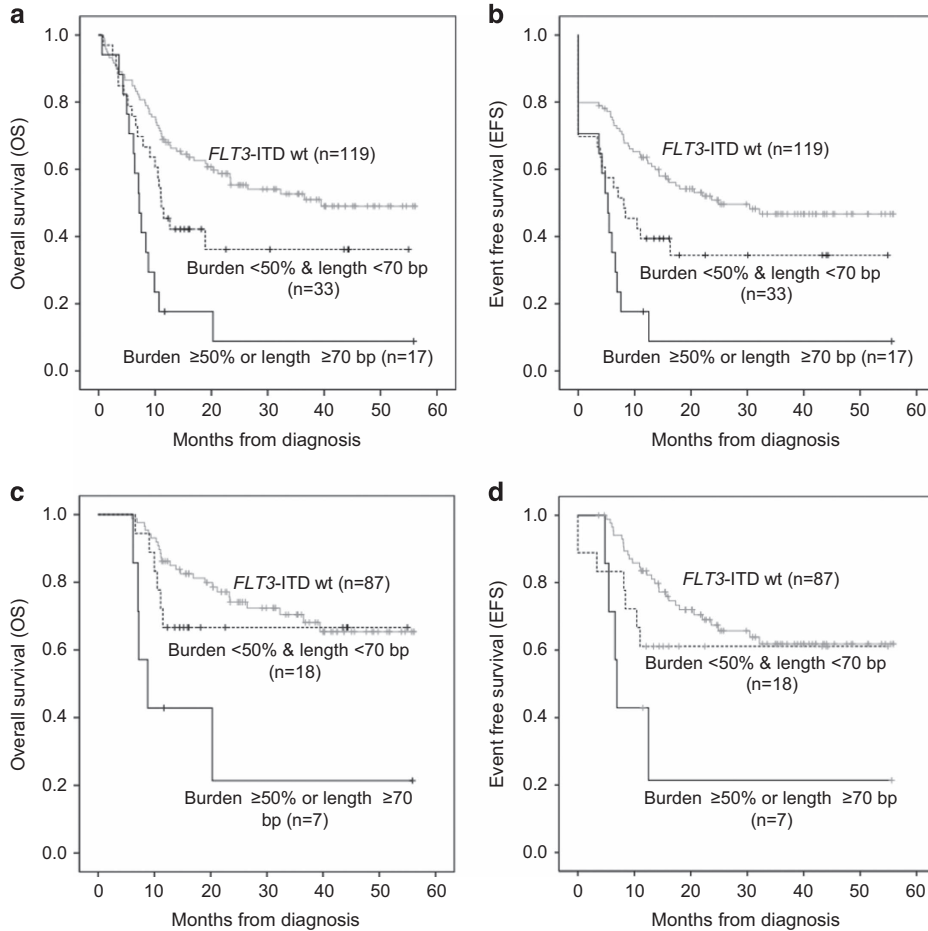 a
Overall survival (OS)
1.0
0.8
0.6
0.4
0.2
0.0
FLT3-ITD wt (n=119)
Burden <50% & length <70 bp
(n=33)
Burden ≥50% or length ≥70 bp (n=17)
0 10 20 30 40 50 60
Months from diagnosis
b
Event free survival (EFS)
1.0
0.8
0.6
0.4
0.2
0.0
FLT3-ITD wt (n=119)
Burden <50% & length <70 bp
(n=33)
Burden ≥50% or length ≥70 bp (n=17)
0 10 20 30 40 50 60
Months from diagnosis
c
Overall survival (OS)
1.0
0.8
0.6
0.4
0.2
0.0
FLT3-ITD wt (n=87)
Burden <50% & length <70 bp
(n=18)
Burden ≥50% or length ≥70
bp (n=7)
0 10 20 30 40 50 60
Months from diagnosis
d
Event free survival (EFS)
1.0
0.8
0.6
0.4
0.2
0.0
FLT3-ITD wt (n=87)
Burden <50% & length <70 bp
(n=18)
Burden ≥50% or length ≥70 bp
(n=7)
0 10 20 30 40 50 60
Months from diagnosis